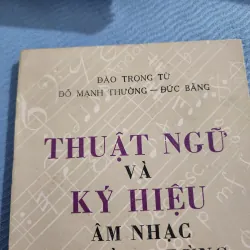 ĐÀO TRỌNG TỪ
ĐỖ MẠNH THƯỜNG — ĐỨC BẰNG
THUẬT NGỮ
VÀ
KÝ HIỆU
ÂM NHẠC